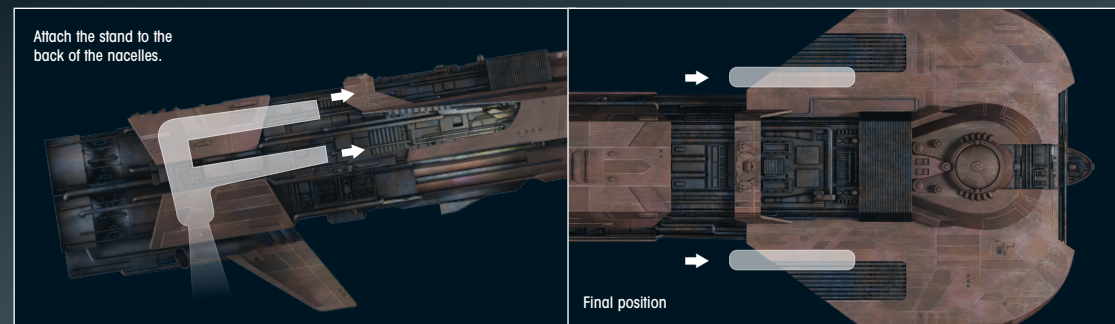 Attach the stand to the
back of the nacelles.
Final position